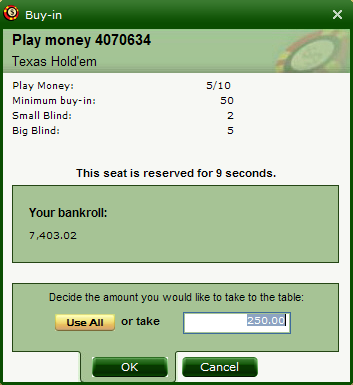 Buy-in
Play money 4070634
Texas Hold'em
Play Money: 5/10
Minimum buy-in: 50
Small Blind: 2
Big Blind: 5
This seat is reserved for 9 seconds.
Your bankroll:
7,403.02
Decide the amount you would like to take to the table:
Use All or take 250.00
OK Cancel